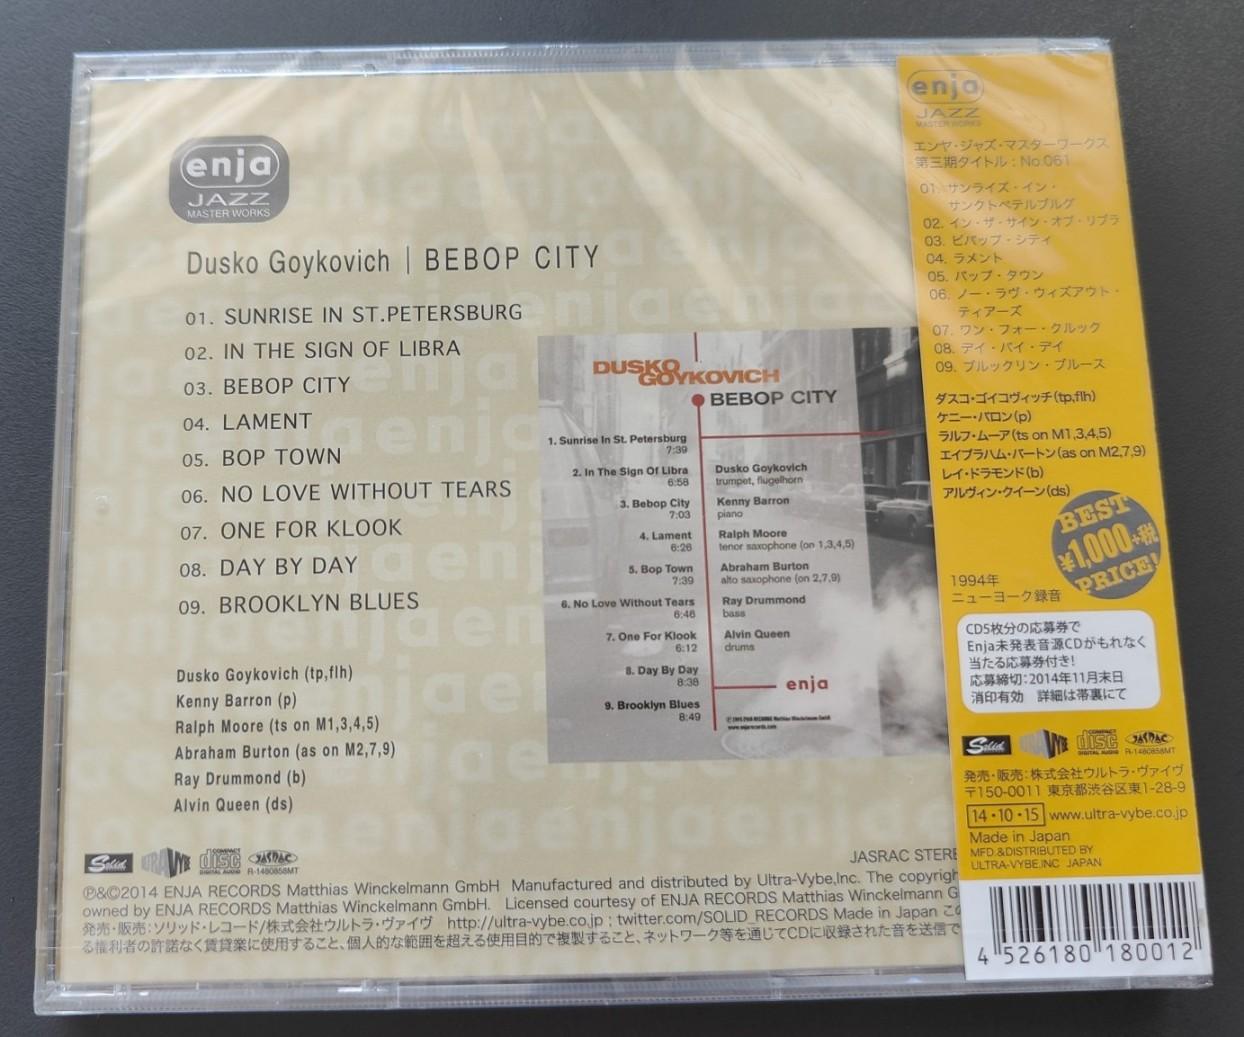 enja
JAZZ
MASTER WORKS
Dusko Goykovich | BEBOP CITY
01. SUNRISE IN ST.PETERSBURG
02. IN THE SIGN OF LIBRA
03. BEBOP CITY
04. LAMENT
05. BOP TOWN
06. NO LOVE WITHOUT TEARS
07. ONE FOR KLOOK
08. DAY BY DAY
09. BROOKLYN BLUES
Dusko Goykovich (tp,flh)
Kenny Barron (p)
Ralph Moore (ts on M1,3,4,5)
Abraham Burton (as on M2,7,9)
Ray Drummond (b)
Alvin Queen (ds)
DUSKO
GOYKOVICH
BEBOP CITY
1. Sunrise In St. Petersburg
7:39
2. In The Sign Of Libra
6:58
3. Bebop City
7:03
4. Lament
6:26
5. Bop Town
7:39
6. No Love Without Tears
6:46
7. One For Klook
6:12
8. Day By Day
8:38
9. Brooklyn Blues
8:49
Dusko Goykovich
trumpet, flugelhorn
Kenny Barron
piano
Ralph Moore
tenor saxophone (on 1,3,4,5)
Abraham Burton
alto saxophone (on 2,7,9)
Ray Drummond
bass
Alvin Queen
drums
enja
www.enjarecords.com
Solid ULTRA VYBE COMPACT disc DIGITAL AUDIO JASRAC
R-1480858MT
JASRAC STERE
℗&©2014 ENJA RECORDS Matthias Winckelmann GmbH Manufactured and distributed by Ultra-Vybe,Inc. The copyrigh
owned by ENJA RECORDS Matthias Winckelmann GmbH. Licensed courtesy of ENJA RECORDS Matthias Winckelmann G
発売・販売:ソリッド・レコード/株式会社ウルトラ・ヴァイヴ http://ultra-vybe.co.jp ; twitter.com/SOLID_RECORDS Made in Japan この
る権利者の許諾なく賃貸業に使用すること、個人的な範囲を超える使用目的で複製すること、ネットワーク等を通じてCDに収録された音を送信で
enja
JAZZ
MASTER WORKS
エンヤ・ジャズ・マスターワークス
第三期タイトル : No.061
01. サンライズ・イン・
サンクトペテルブルグ
02. イン・ザ・サイン・オブ・リブラ
03. ビバップ・シティ
04. ラメント
05. バップ・タウン
06. ノー・ラヴ・ウィズアウト・
ティアーズ
07. ワン・フォー・クルック
08. デイ・バイ・デイ
09. ブルックリン・ブルース
ダスコ・ゴイコヴィッチ(tp,flh)
ケニー・バロン(p)
ラルフ・ムーア(ts on M1,3,4,5)
エイブラハム・バートン(as on M2,7,9)
レイ・ドラモンド(b)
アルヴィン・クイーン(ds)
BEST
¥1,000+税
PRICE!
1994年
ニューヨーク録音
CD5枚分の応募券で
Enja未発表音源CDがもれなく
当たる応募券付き!
応募締切:2014年11月末日
消印有効 詳細は帯裏にて
Solid ULTRA VYBE COMPACT disc DIGITAL AUDIO JASRAC
R-1480858MT
発売・販売:株式会社ウルトラ・ヴァイヴ
〒150-0011 東京都渋谷区東1-28-9
14・10・15 www.ultra-vybe.co.jp
Made in Japan
MFD.&DISTRIBUTED BY
ULTRA-VYBE,INC JAPAN
4 526180 180012